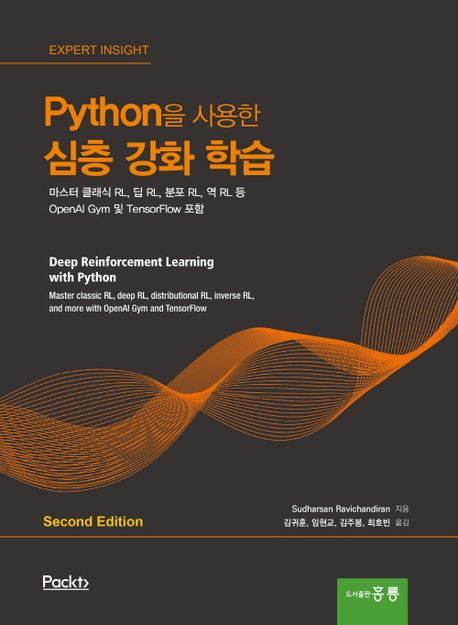 EXPERT INSIGHT
Python을 사용한
심층 강화 학습
마스터 클래식 RL, 딥 RL, 분포 RL, 역 RL 등
OpenAI Gym 및 TensorFlow 포함
Deep Reinforcement Learning
with Python
Master classic RL, deep RL, distributional RL, inverse RL,
and more with OpenAI Gym and TensorFlow
Sudharsan Ravichandiran 지음
김귀훈, 임현교, 김주봉, 최호빈 옮김
Second Edition
Packt
도서출판 홍릉